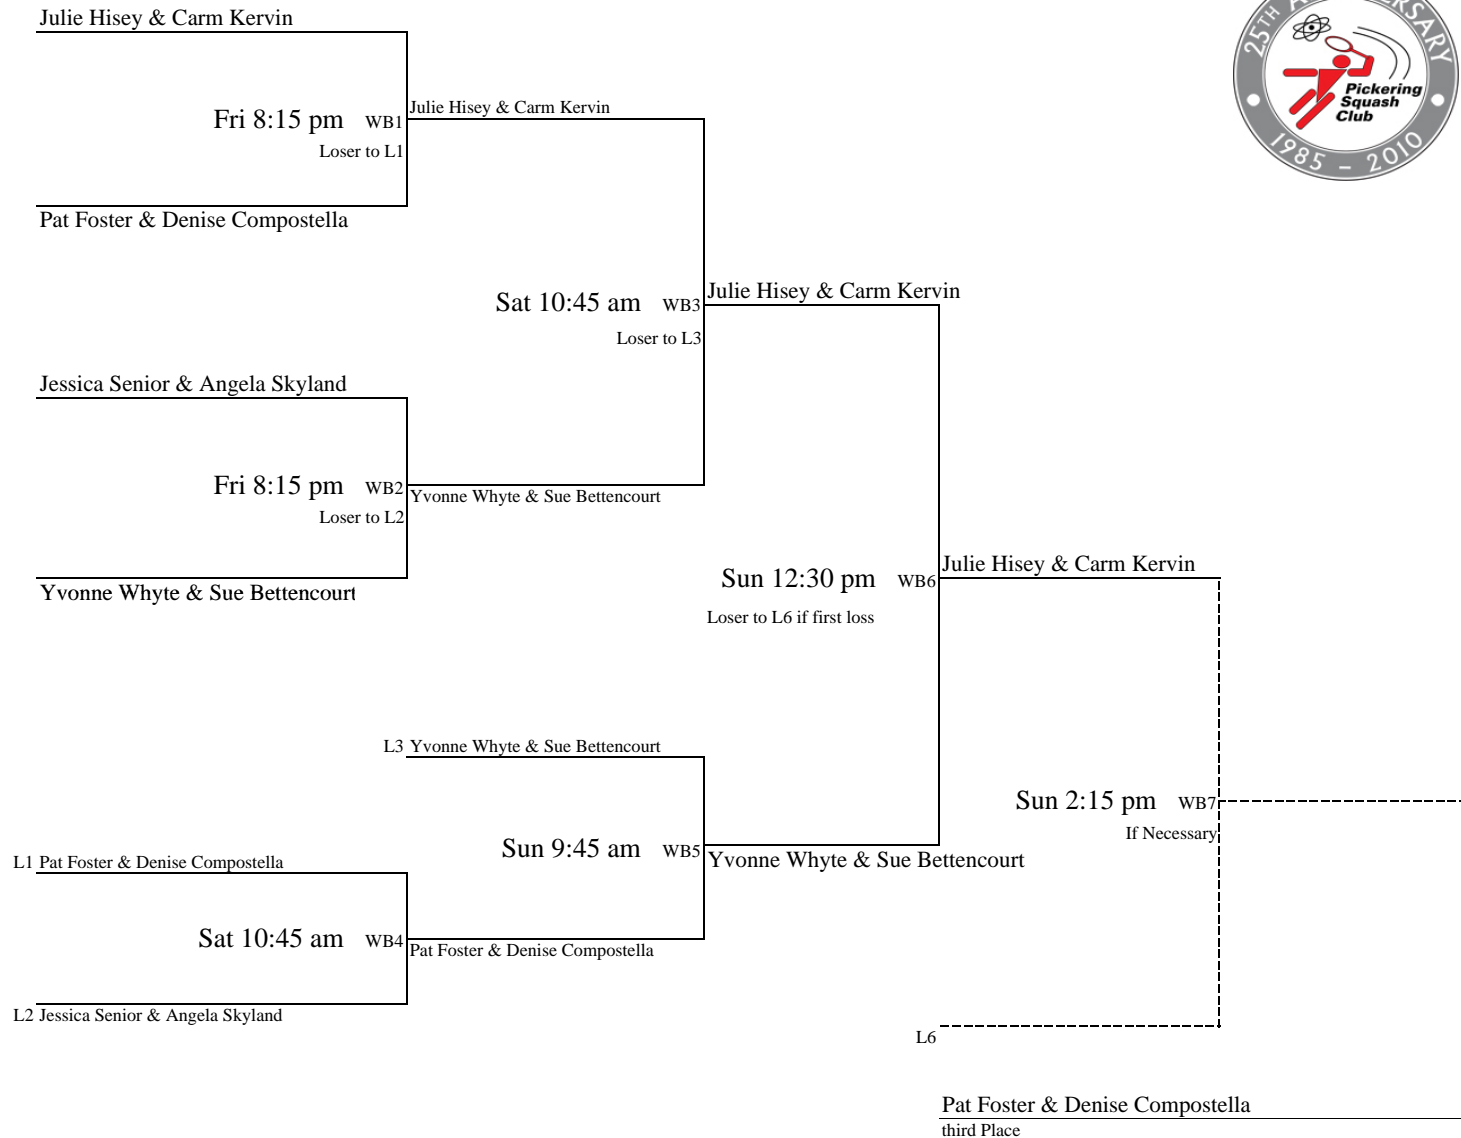 Julie Hisey & Carm Kervin
25TH
Pickering
Squash
Club
1985 – 2010
Fri 8:15 pm WB1
Julie Hisey & Carm Kervin
Loser to L1
Pat Foster & Denise Compostella
Sat 10:45 am WB3
Julie Hisey & Carm Kervin
Loser to L3
Jessica Senior & Angela Skyland
Fri 8:15 pm WB2
Yvonne Whyte & Sue Bettencourt
Loser to L2
Yvonne Whyte & Sue Bettencourt
Sun 12:30 pm WB6
Julie Hisey & Carm Kervin
Loser to L6 if first loss
L3 Yvonne Whyte & Sue Bettencourt
Sun 2:15 pm WB7
If Necessary
Sun 9:45 am WB5
Yvonne Whyte & Sue Bettencourt
L1 Pat Foster & Denise Compostella
Sat 10:45 am WB4
Pat Foster & Denise Compostella
L2 Jessica Senior & Angela Skyland
L6
Pat Foster & Denise Compostella
third Place